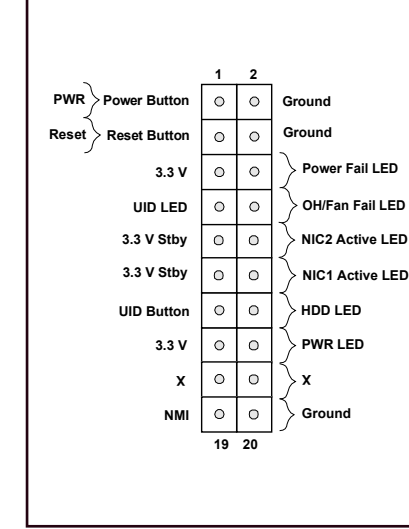 1 2
PWR Power Button Ground
Reset Reset Button Ground
3.3 V Power Fail LED
UID LED OH/Fan Fail LED
3.3 V Stby NIC2 Active LED
3.3 V Stby NIC1 Active LED
UID Button HDD LED
3.3 V PWR LED
X X
NMI Ground
19 20